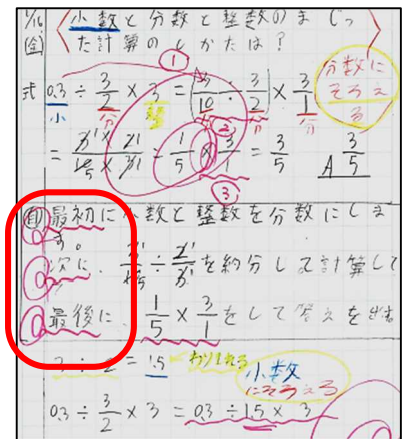 1/16 (金) 小数と分数と整数のまじっ
た計算のしかたは?
① 
式 0.3 ÷ 3/2 × 3 = (3/10 ÷ 3/2) × 3/1
小 分 整 分 分
分数にそろえる
②
= 1/5 × 3/1 = 3/5
③
A 3/5
最初に小数と整数を分数にしま
す。
次に、 を約分して計算して
最後に、1/5 × 3/1 をして答えを
3 ÷ 2 = 1.5 わりきれる
小数にそろえる
0.3 ÷ 3/2 × 3 = 0.3 ÷ 1.5 × 3